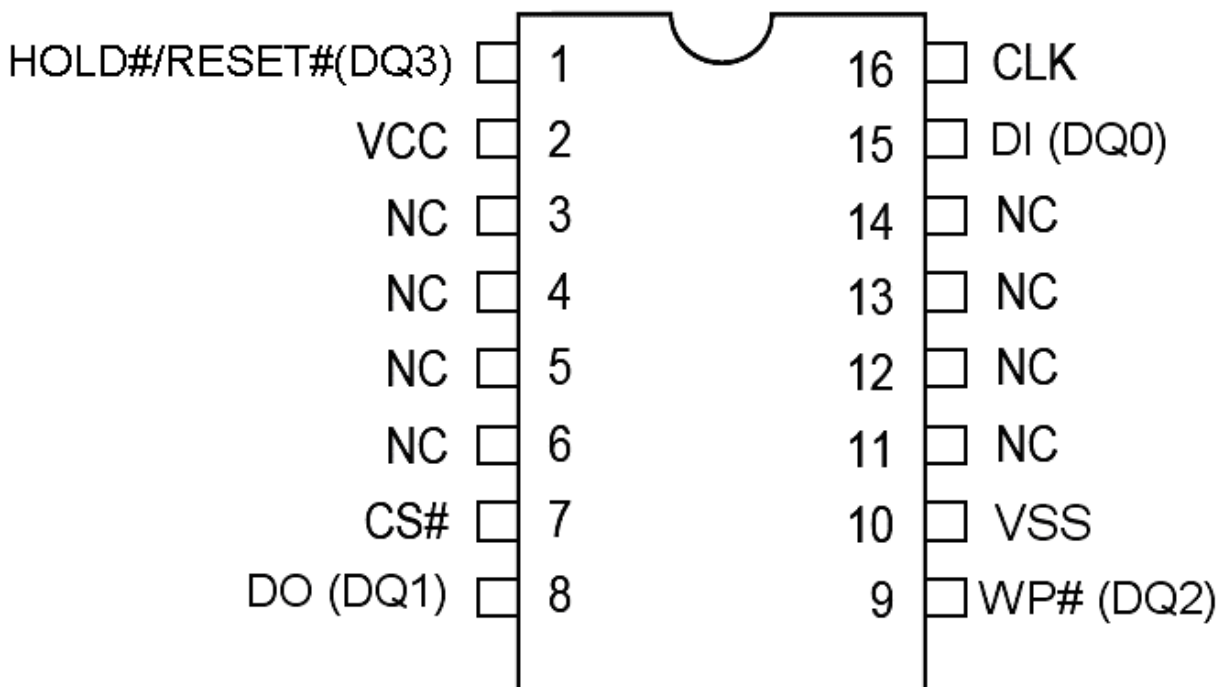 HOLD#/RESET#(DQ3) 1 16 CLK
VCC 2 15 DI (DQ0)
NC 3 14 NC
NC 4 13 NC
NC 5 12 NC
NC 6 11 NC
CS# 7 10 VSS
DO (DQ1) 8 9 WP# (DQ2)